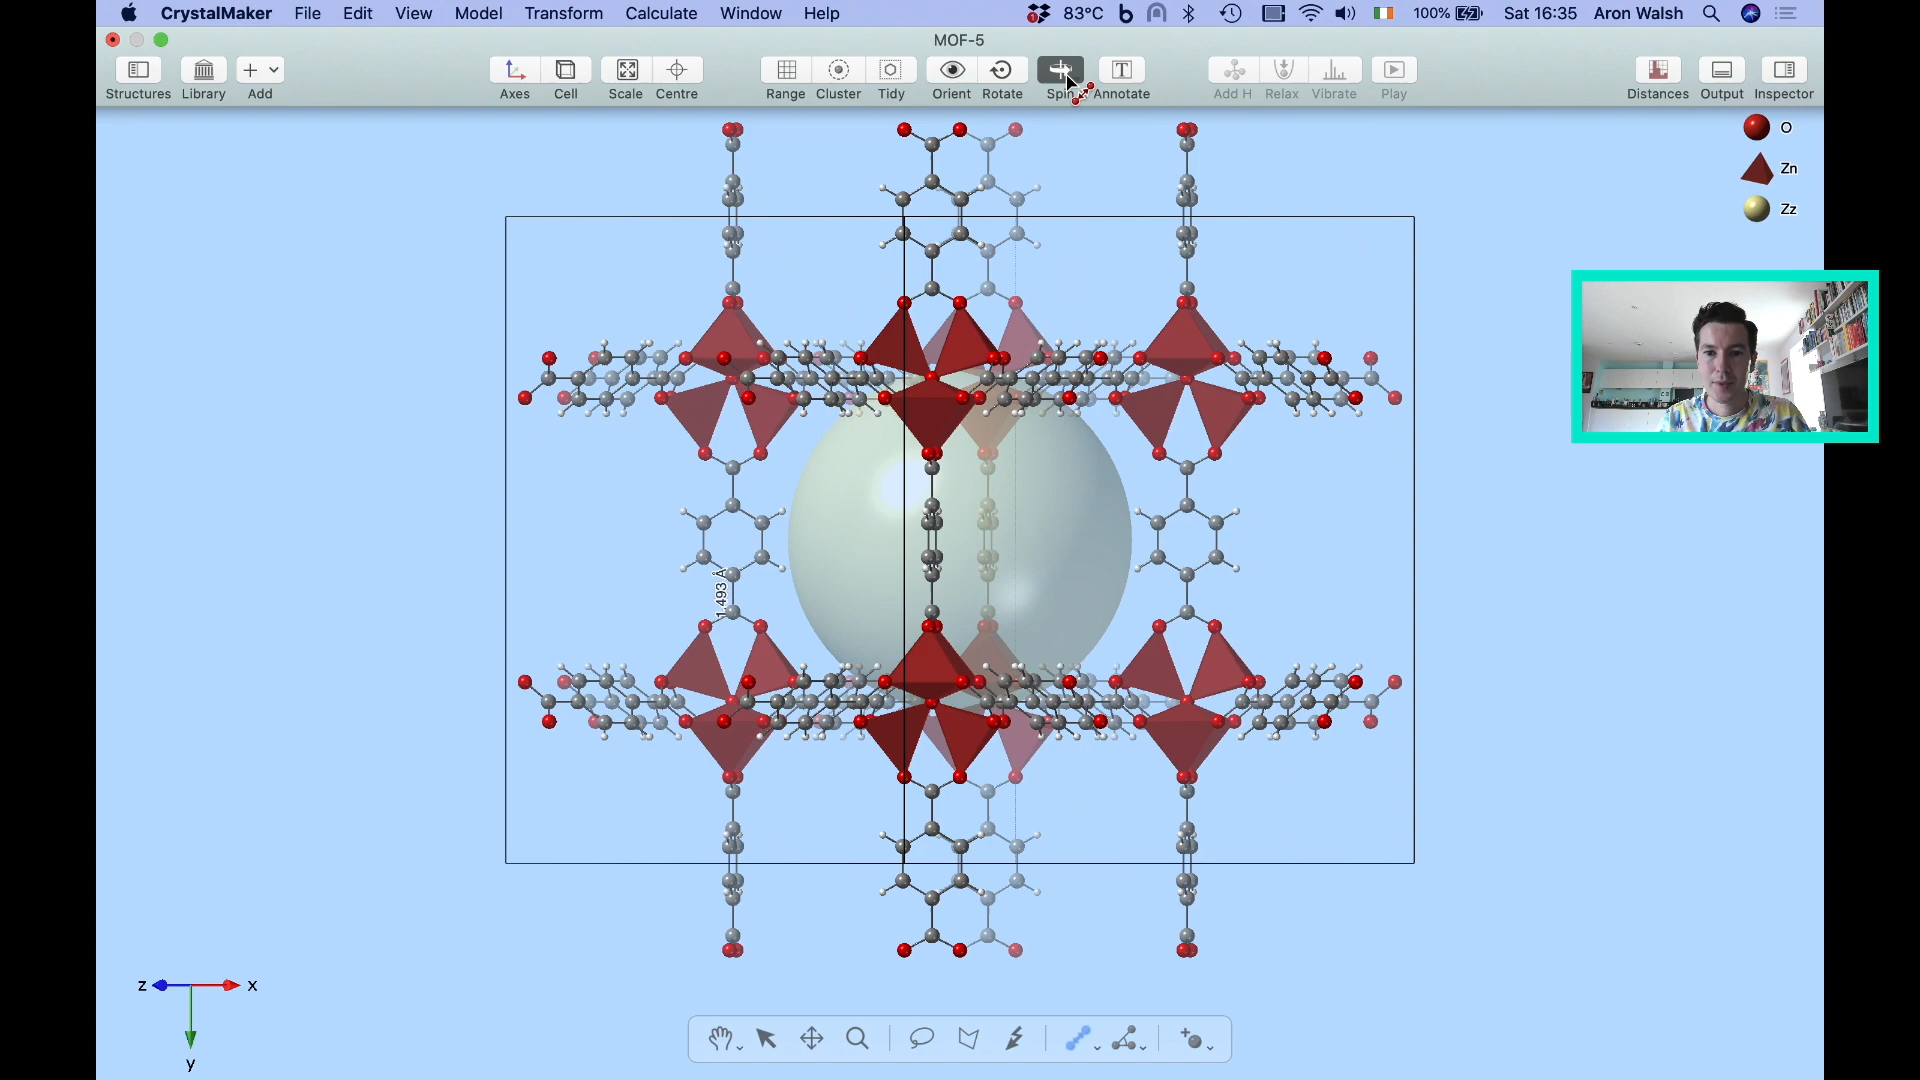 CrystalMaker File Edit View Model Transform Calculate Window Help 1 83°C b 100% Sat 16:35 Aron Walsh
MOF-5
Structures Library Add Axes Cell Scale Centre Range Cluster Tidy Orient Rotate Spin Annotate Add H Relax Vibrate Play Distances Output Inspector
O
Zn
Zz
1.493 Å
z x
y